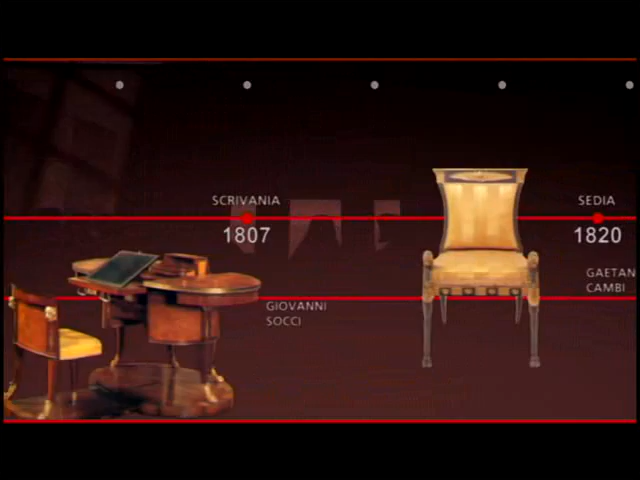 SCRIVANIA
1807
GIOVANNI
SOCCI
SEDIA
1820
GAETAN
CAMBI